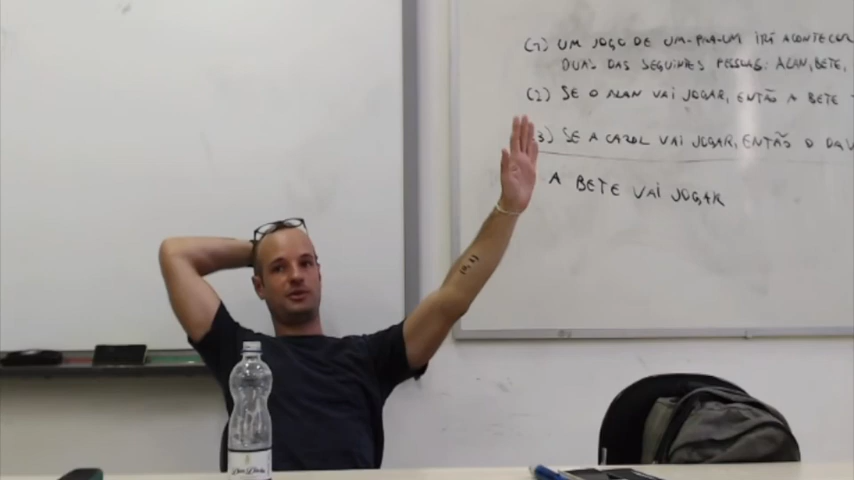 (1) UM JOGO DE UM-PRA-UM IRÁ ACONTECER
DUAS DAS SEGUINTES PESSOAS: ALAN, BETE,
(2) SE O ALAN VAI JOGAR, ENTÃO A BETE
3) SE A CAROL VAI JOGAR, ENTÃO O DAV
A BETE VAI JOGAR